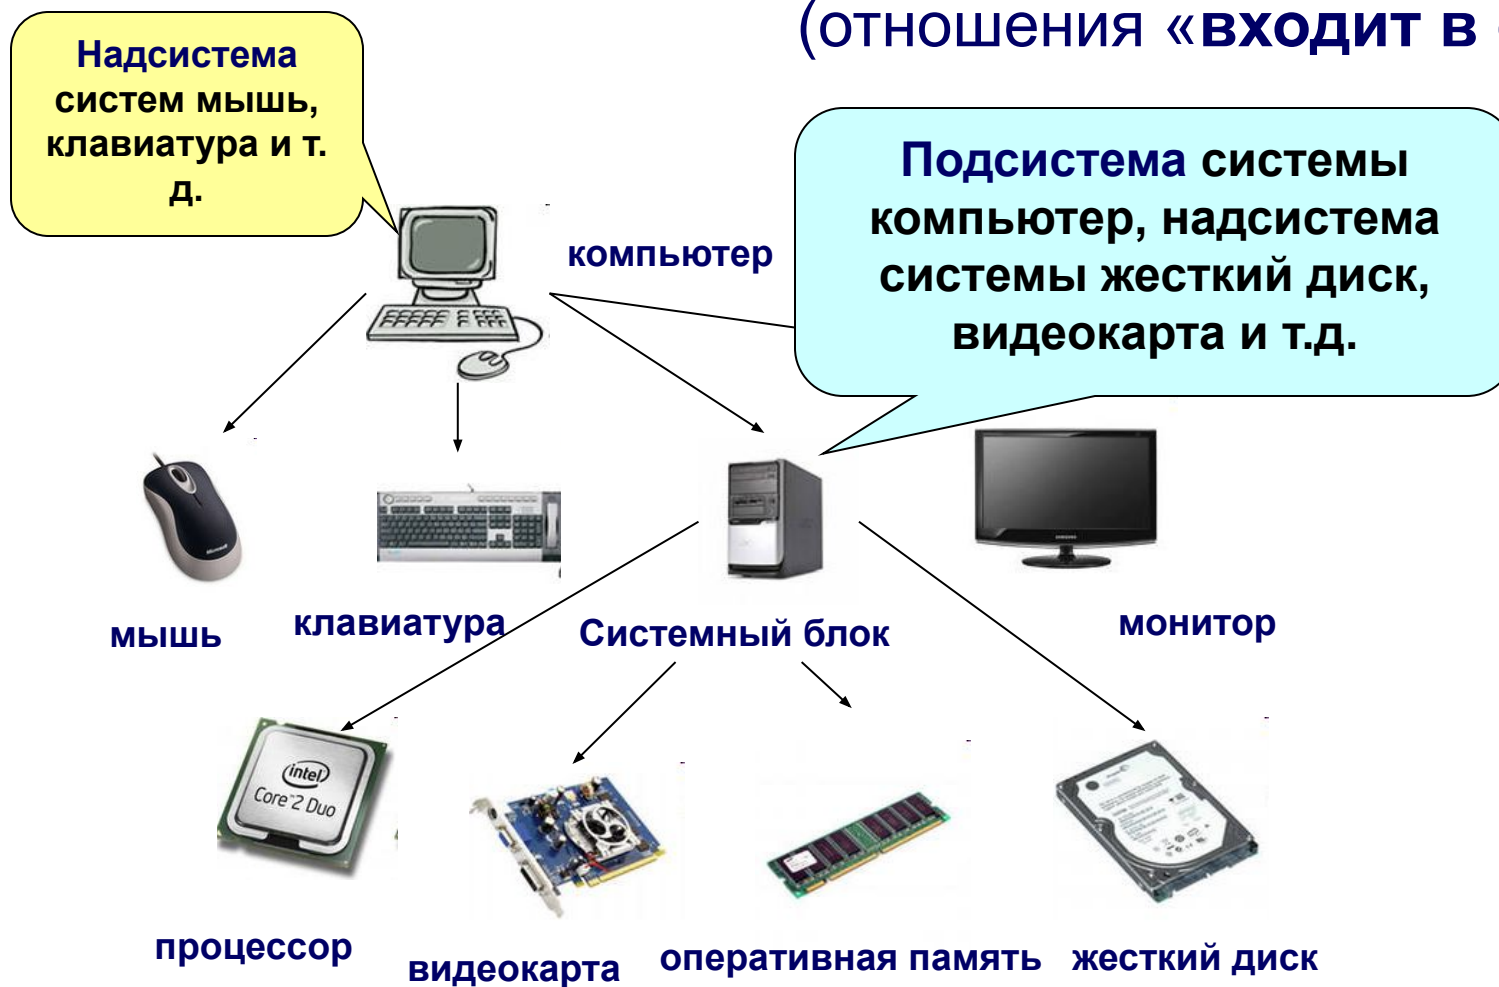 (отношения «входит в
Надсистема
систем мышь,
клавиатура и т.
д.
Подсистема системы
компьютер, надсистема
системы жесткий диск,
видеокарта и т.д.
компьютер
мышь
клавиатура
Системный блок
монитор
intel
Core 2 Duo
процессор
видеокарта
оперативная память
жесткий диск